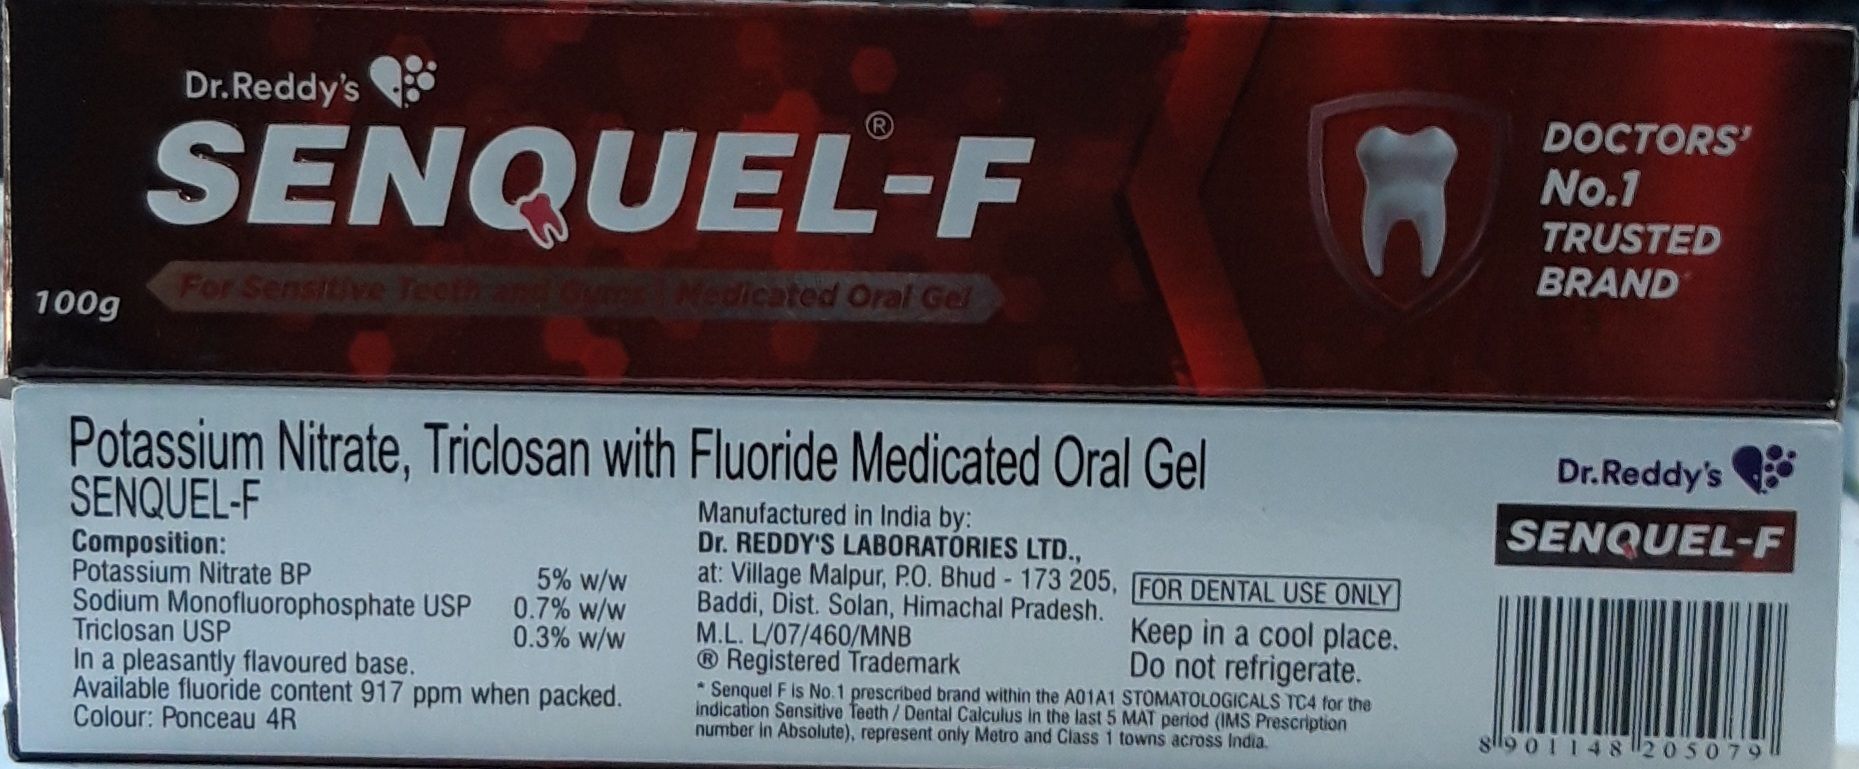 Dr.Reddy's
SENQUEL®-F
For Sensitive Teeth and Gums | Medicated Oral Gel
100g
DOCTORS'
No.1
TRUSTED
BRAND*
Potassium Nitrate, Triclosan with Fluoride Medicated Oral Gel
SENQUEL-F
Composition:
Potassium Nitrate BP 5% w/w
Sodium Monofluorophosphate USP 0.7% w/w
Triclosan USP 0.3% w/w
In a pleasantly flavoured base.
Available fluoride content 917 ppm when packed.
Colour: Ponceau 4R
Manufactured in India by:
Dr. REDDY'S LABORATORIES LTD.,
at: Village Malpur, P.O. Bhud - 173 205,
Baddi, Dist. Solan, Himachal Pradesh.
M.L. L/07/460/MNB
® Registered Trademark
* Senquel F is No.1 prescribed brand within the A01A1 STOMATOLOGICALS TC4 for the
indication Sensitive Teeth / Dental Calculus in the last 5 MAT period (IMS Prescription
number in Absolute), represent only Metro and Class 1 towns across India.
FOR DENTAL USE ONLY
Keep in a cool place.
Do not refrigerate.
Dr.Reddy's
SENQUEL-F
8 901148 205079